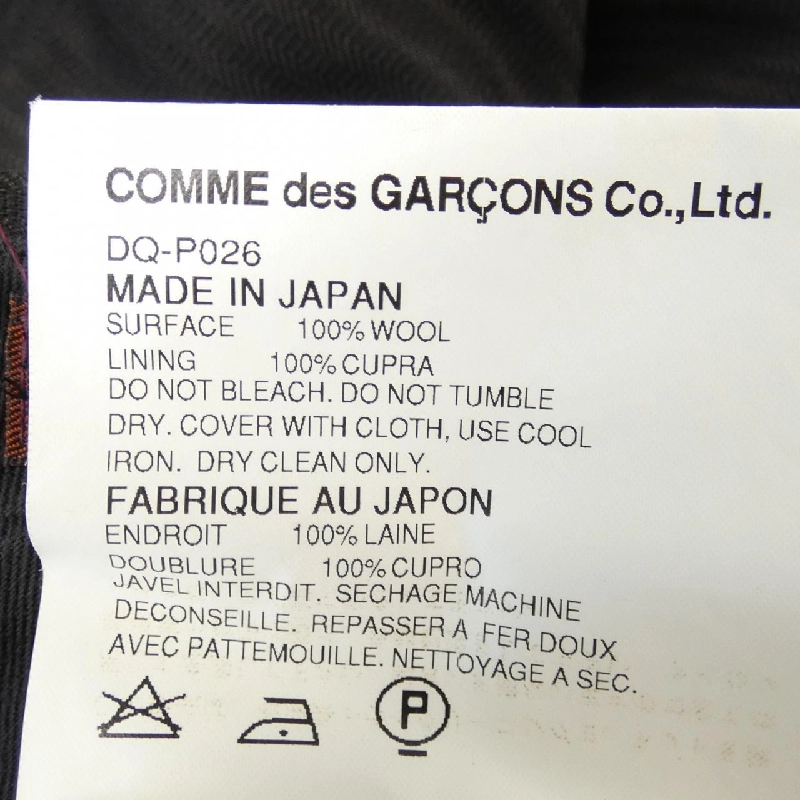 COMME des GARÇONS Co.,Ltd.
DQ-P026
MADE IN JAPAN
SURFACE 100% WOOL
LINING 100% CUPRA
DO NOT BLEACH. DO NOT TUMBLE
DRY. COVER WITH CLOTH, USE COOL
IRON. DRY CLEAN ONLY.
FABRIQUE AU JAPON
ENDROIT 100% LAINE
DOUBLURE 100% CUPRO
JAVEL INTERDIT. SECHAGE MACHINE
DECONSEILLE. REPASSER A FER DOUX
AVEC PATTEMOUILLE. NETTOYAGE A SEC.
P